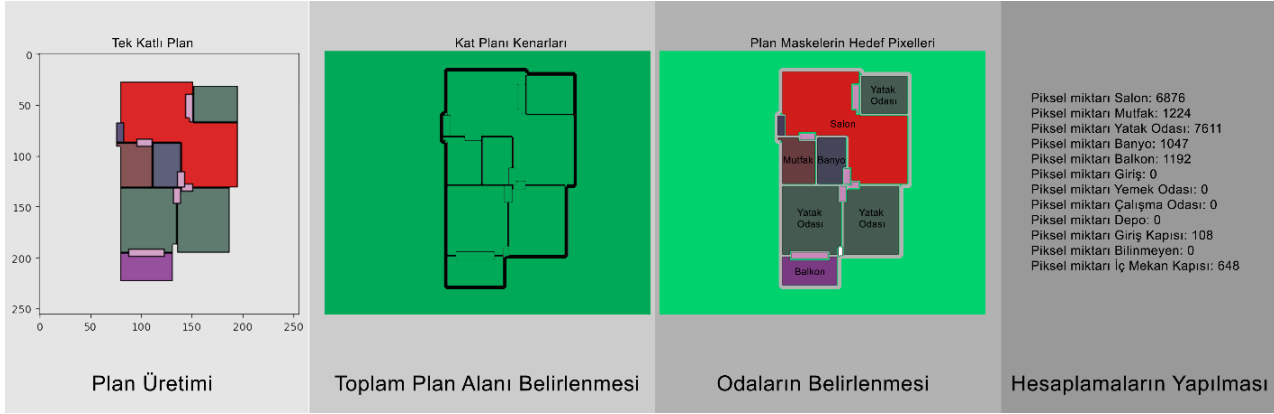 Tek Katlı Plan
0
50
100
150
200
250
0
50
100
150
200
250
Plan Üretimi
Kat Planı Kenarları
Toplam Plan Alanı Belirlenmesi
Plan Maskelerin Hedef Pixelleri
Yatak
Odası
Salon
Mutfak
Banyo
Yatak
Odası
Yatak
Odası
Balkon
Odaların Belirlenmesi
Piksel miktarı Salon: 6876
Piksel miktarı Mutfak: 1224
Piksel miktarı Yatak Odası: 7611
Piksel miktarı Banyo: 1047
Piksel miktarı Balkon: 1192
Piksel miktarı Giriş: 0
Piksel miktarı Yemek Odası: 0
Piksel miktarı Çalışma Odası: 0
Piksel miktarı Depo: 0
Piksel miktarı Giriş Kapısı: 108
Piksel miktarı Bilinmeyen: 0
Piksel miktarı İç Mekan Kapısı: 648
Hesaplamaların Yapılması